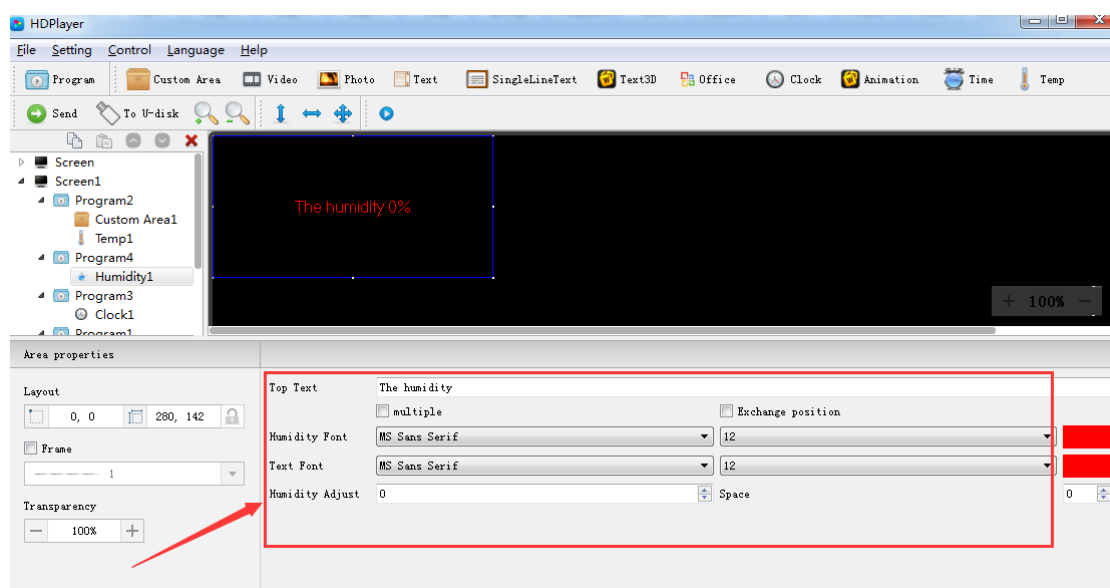 HDPlayer
File Setting Control Language Help
Program Custom Area Video Photo Text SingleLineText Text3D Office Clock Animation Time Temp
Send To U-disk
Screen
Screen1
Program2
Custom Area1
Temp1
Program4
Humidity1
Program3
Clock1
Program1
The humidity 0%
+ 100% −
Area properties
Layout
0, 0 280, 142
Frame
1
Transparency
− 100% +
Top Text The humidity
multiple Exchange position
Humidity Font MS Sans Serif 12
Text Font MS Sans Serif 12
Humidity Adjust 0 Space 0